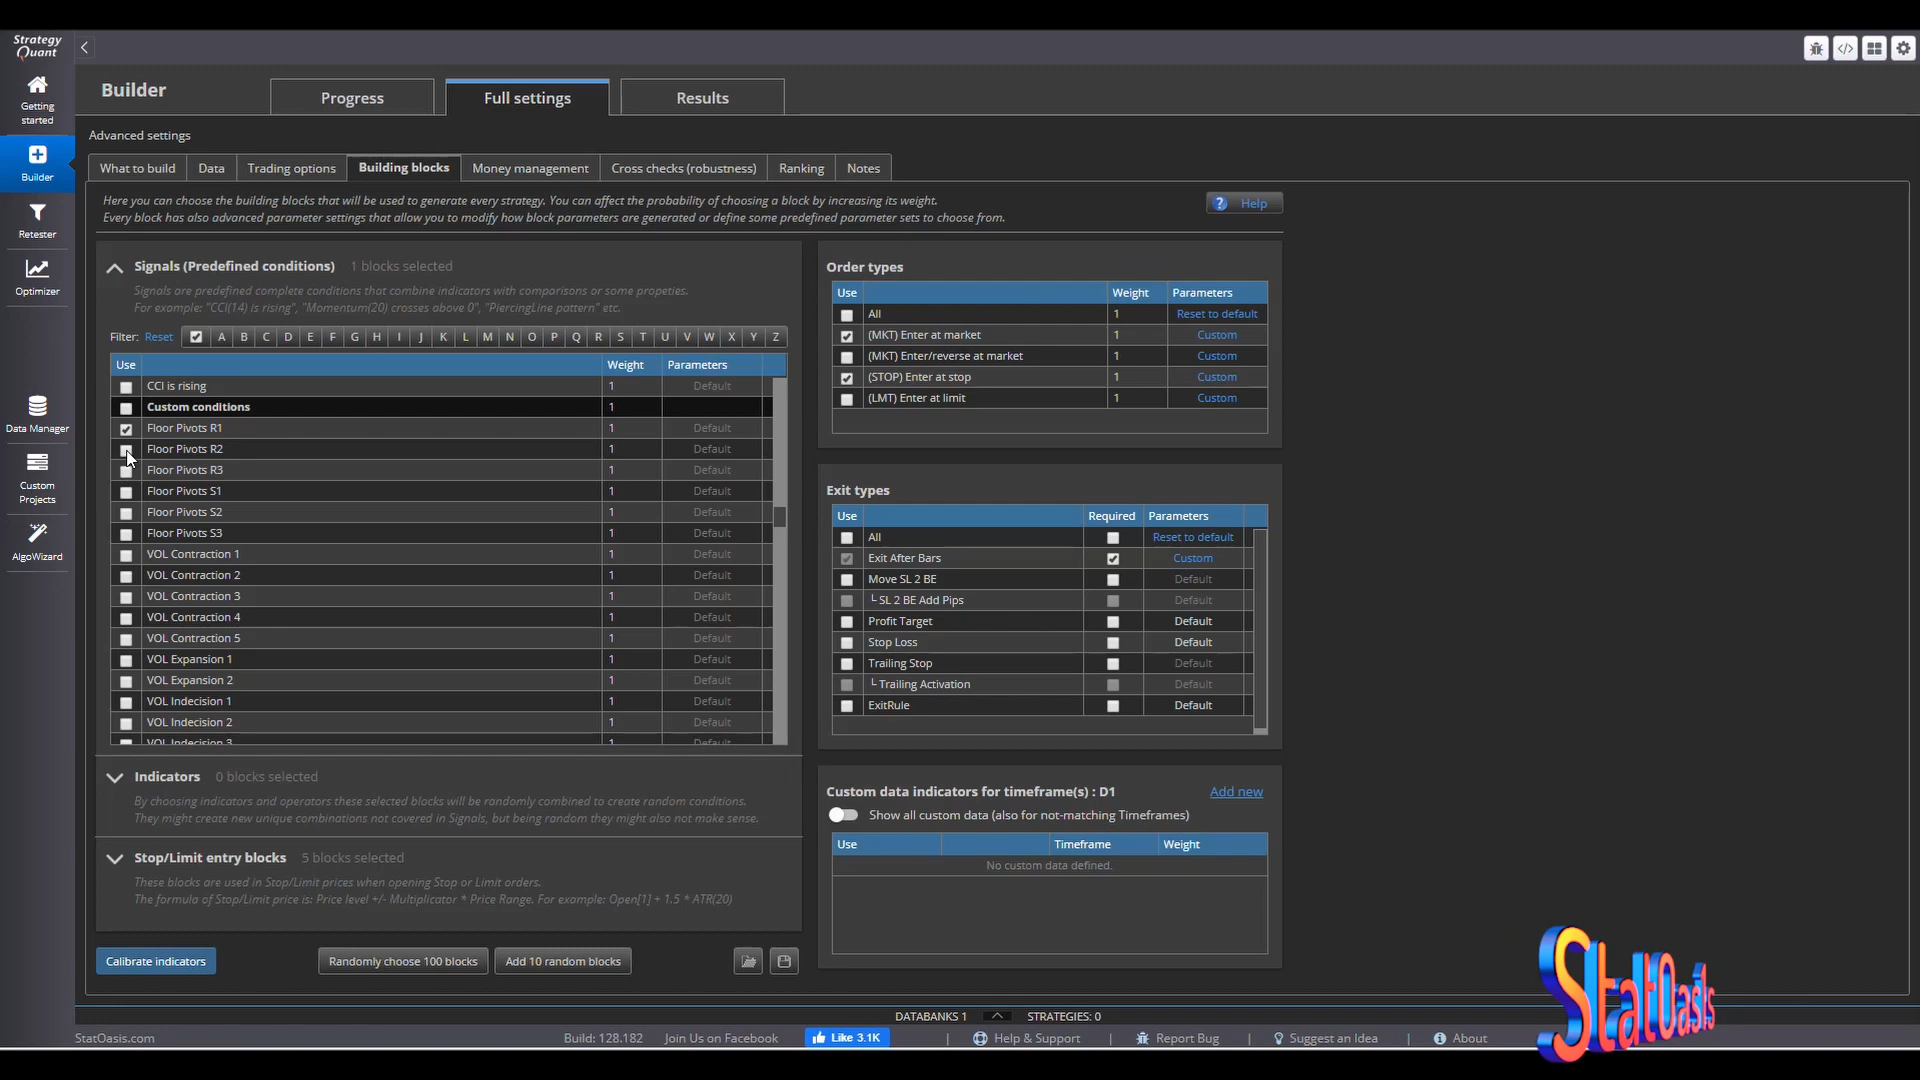 Strategy
Quant
Getting
started
Builder
Retester
Optimizer
Data Manager
Custom
Projects
AlgoWizard
Builder
Progress
Full settings
Results
Advanced settings
What to build
Data
Trading options
Building blocks
Money management
Cross checks (robustness)
Ranking
Notes
Here you can choose the building blocks that will be used to generate every strategy. You can affect the probability of choosing a block by increasing its weight.
Every block has also advanced parameter settings that allow you to modify how block parameters are generated or define some predefined parameter sets to choose from.
? Help
Signals (Predefined conditions) 1 blocks selected
Signals are predefined complete conditions that combine indicators with comparisons or some propeties.
For example: "CCI(14) is rising", "Momentum(20) crosses above 0", "PiercingLine pattern" etc.
Filter: Reset A B C D E F G H I J K L M N O P Q R S T U V W X Y Z
Use Weight Parameters
CCI is rising 1 Default
Custom conditions 1
Floor Pivots R1 1 Default
Floor Pivots R2 1 Default
Floor Pivots R3 1 Default
Floor Pivots S1 1 Default
Floor Pivots S2 1 Default
Floor Pivots S3 1 Default
VOL Contraction 1 1 Default
VOL Contraction 2 1 Default
VOL Contraction 3 1 Default
VOL Contraction 4 1 Default
VOL Contraction 5 1 Default
VOL Expansion 1 1 Default
VOL Expansion 2 1 Default
VOL Indecision 1 1 Default
VOL Indecision 2 1 Default
VOL Indecision 3 1 Default
Indicators 0 blocks selected
By choosing indicators and operators these selected blocks will be randomly combined to create random conditions.
They might create new unique combinations not covered in Signals, but being random they might also not make sense.
Stop/Limit entry blocks 5 blocks selected
These blocks are used in Stop/Limit prices when opening Stop or Limit orders.
The formula of Stop/Limit price is: Price level +/- Multiplicator * Price Range. For example: Open[1] + 1.5 * ATR(20)
Calibrate indicators
Randomly choose 100 blocks
Add 10 random blocks
Order types
Use Weight Parameters
All 1 Reset to default
(MKT) Enter at market 1 Custom
(MKT) Enter/reverse at market 1 Custom
(STOP) Enter at stop 1 Custom
(LMT) Enter at limit 1 Custom
Exit types
Use Required Parameters
All Reset to default
Exit After Bars Custom
Move SL 2 BE Default
└ SL 2 BE Add Pips Default
Profit Target Default
Stop Loss Default
Trailing Stop Default
└ Trailing Activation Default
ExitRule Default
Custom data indicators for timeframe(s) : D1 Add new
Show all custom data (also for not-matching Timeframes)
Use Timeframe Weight
No custom data defined.
StatOasis
DATABANKS 1 STRATEGIES: 0
StatOasis.com Build: 128.182 Join Us on Facebook Like 3.1K | Help & Support | Report Bug | Suggest an Idea | About